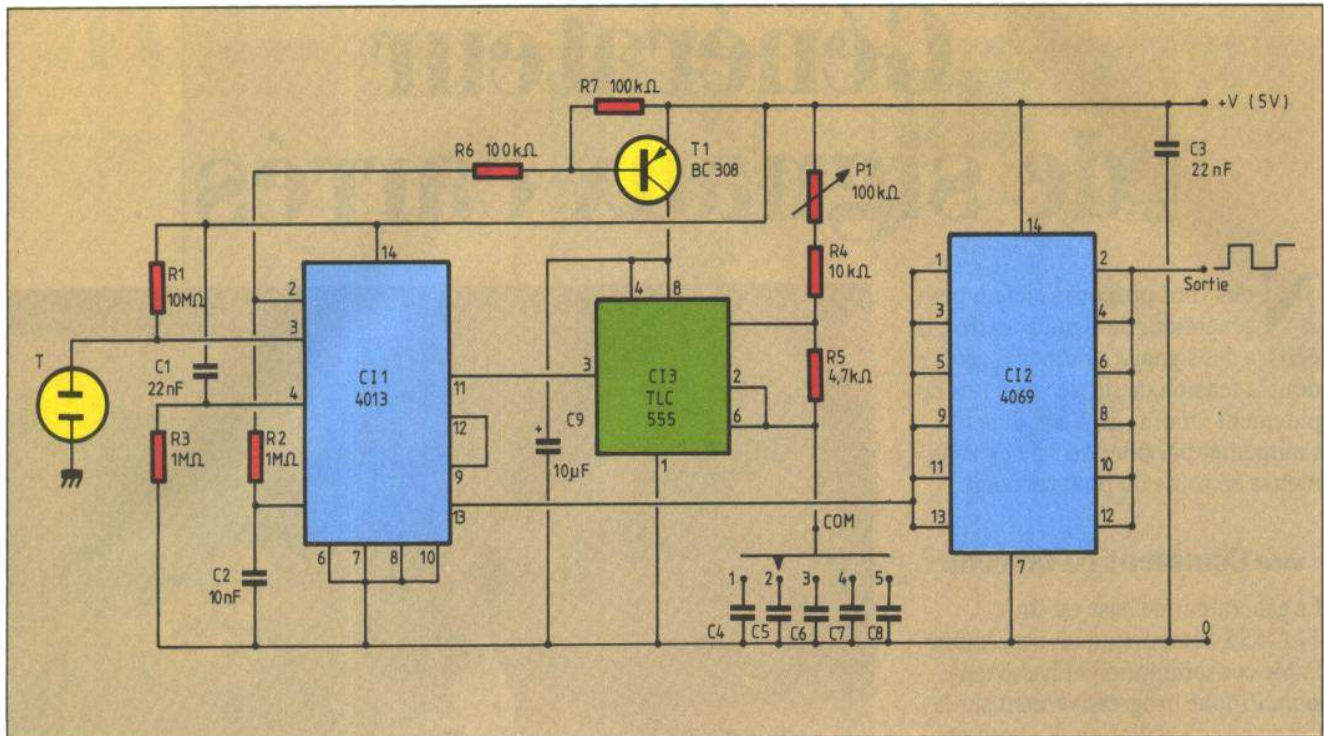 R7 100kΩ
+V (5V)
R6 100kΩ
T1
BC 308
P1
100kΩ
C3
22nF
14
14
R1
10MΩ
R4
10kΩ
Sortie
2
3
4
T
C1
22nF
CI1
4013
11
12
9
13
4 8
3
CI3
TLC
555
2
6
1
R5
4,7kΩ
1
3
5
9
11
13
CI2
4069
2
4
6
8
10
12
R3
1MΩ
R2
1MΩ
C9
+
10µF
COM
6 7 8 10
C2
10nF
1 2 3 4 5
C4 C5 C6 C7 C8
7
0